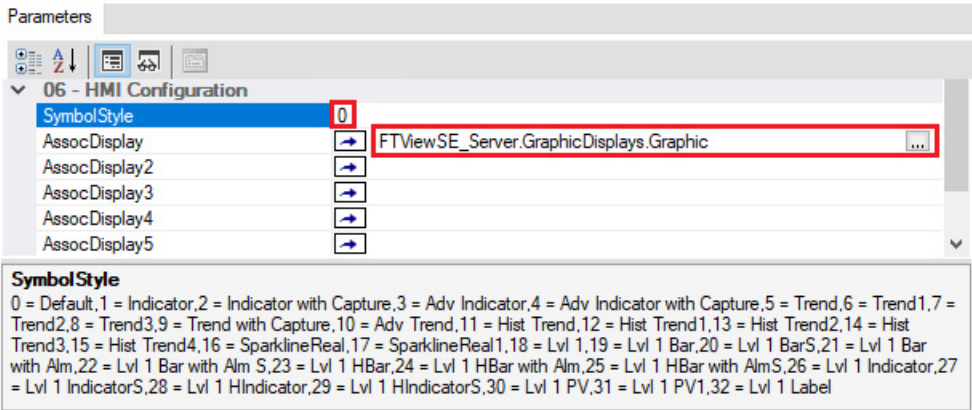 Parameters
06 - HMI Configuration
SymbolStyle 0
AssocDisplay FTViewSE_Server.GraphicDisplays.Graphic ...
AssocDisplay2
AssocDisplay3
AssocDisplay4
AssocDisplay5
SymbolStyle
0 = Default,1 = Indicator,2 = Indicator with Capture,3 = Adv Indicator,4 = Adv Indicator with Capture,5 = Trend,6 = Trend1,7 =
Trend2,8 = Trend3,9 = Trend with Capture,10 = Adv Trend,11 = Hist Trend,12 = Hist Trend1,13 = Hist Trend2,14 = Hist
Trend3,15 = Hist Trend4,16 = SparklineReal,17 = SparklineReal1,18 = Lvl 1,19 = Lvl 1 Bar,20 = Lvl 1 BarS,21 = Lvl 1 Bar
with Alm,22 = Lvl 1 Bar with Alm S,23 = Lvl 1 HBar,24 = Lvl 1 HBar with Alm,25 = Lvl 1 HBar with AlmS,26 = Lvl 1 Indicator,27
= Lvl 1 IndicatorS,28 = Lvl 1 HIndicator,29 = Lvl 1 HIndicatorS,30 = Lvl 1 PV,31 = Lvl 1 PV1,32 = Lvl 1 Label